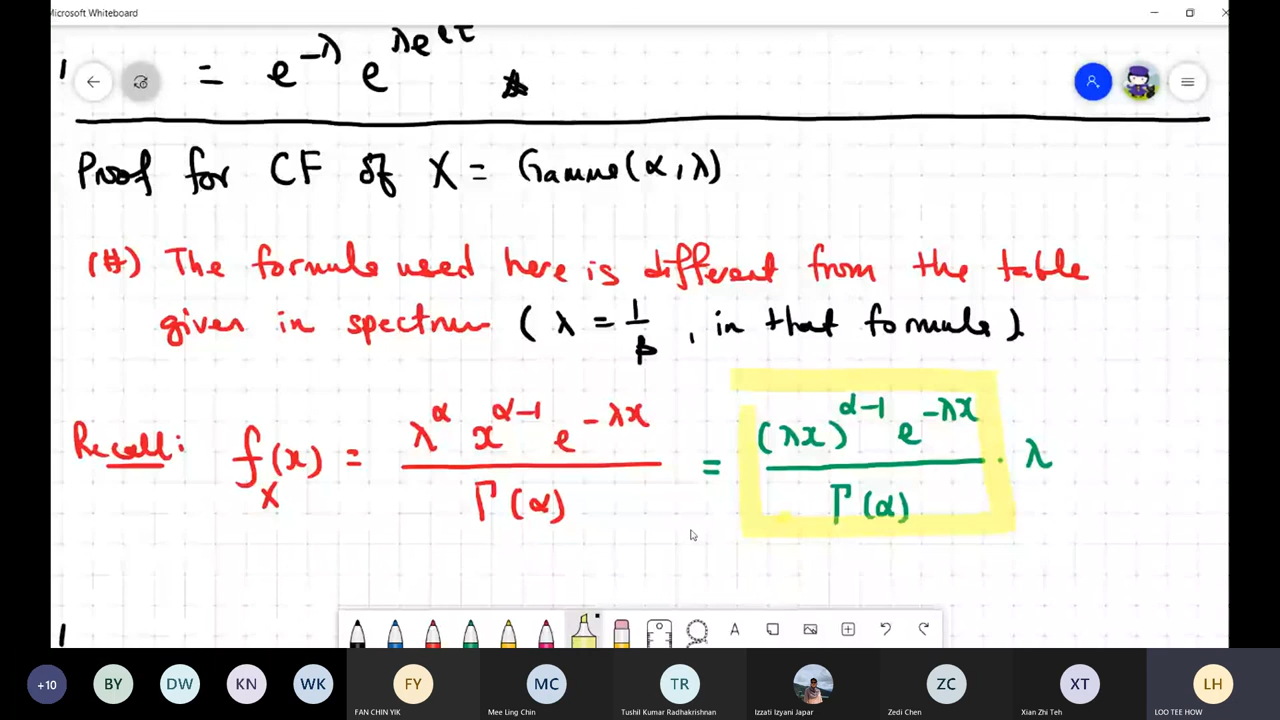 Microsoft Whiteboard
= e^{-λ} e^{λe^{it}}
Proof for CF of X = Gamma(α, λ)
(#) The formula used here is different from the table
given in spectrum (λ = 1/β, in that formula).
Recall: f_X(x) = λ^α x^{α-1} e^{-λx} / Γ(α) = (λx)^{α-1} e^{-λx} / Γ(α) · λ
A
+10 BY DW KN WK FY MC TR ZC XT LH
FAN CHIN YIK Mee Ling Chin Tushil Kumar Radhakrishnan Izzati Izyani Japar Zedi Chen Xian Zhi Teh LOO TEE HOW